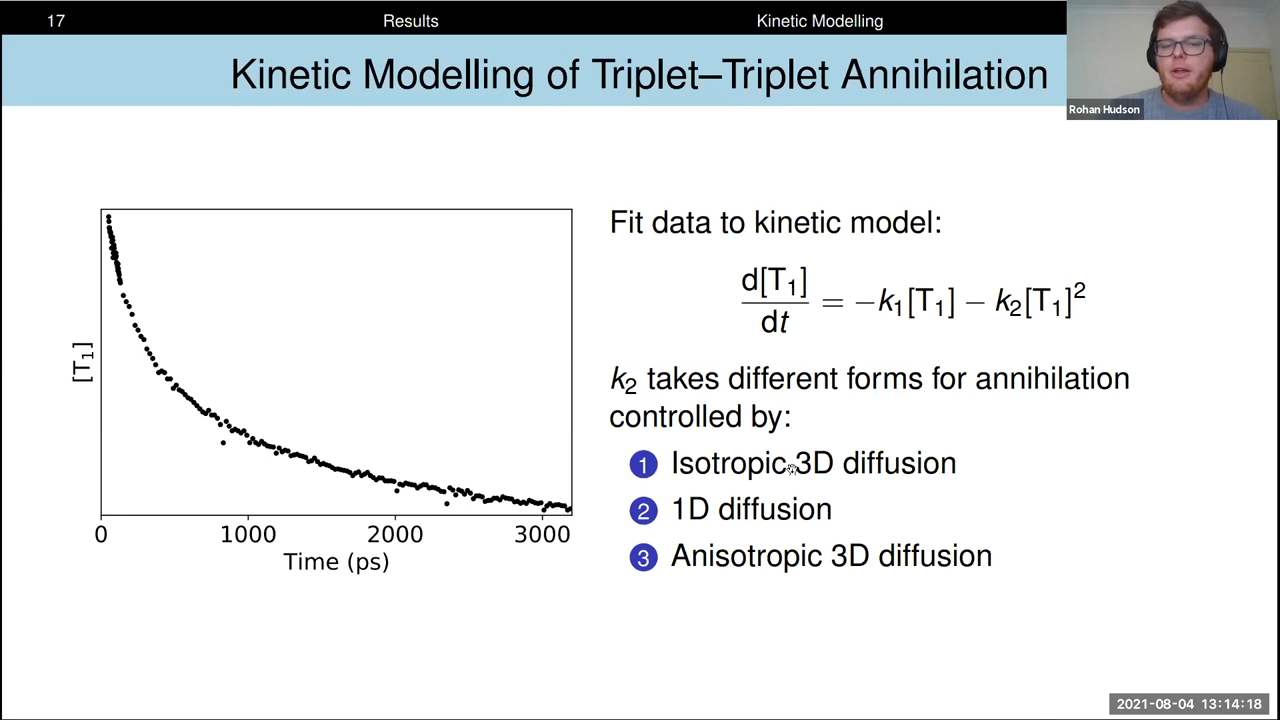 17 Results Kinetic Modelling
Kinetic Modelling of Triplet–Triplet Annihilation
Rohan Hudson
[T₁]
0 1000 2000 3000
Time (ps)
Fit data to kinetic model:
d[T₁]/dt = −k₁[T₁] − k₂[T₁]²
k₂ takes different forms for annihilation
controlled by:
1 Isotropic 3D diffusion
2 1D diffusion
3 Anisotropic 3D diffusion
2021-08-04 13:14:18